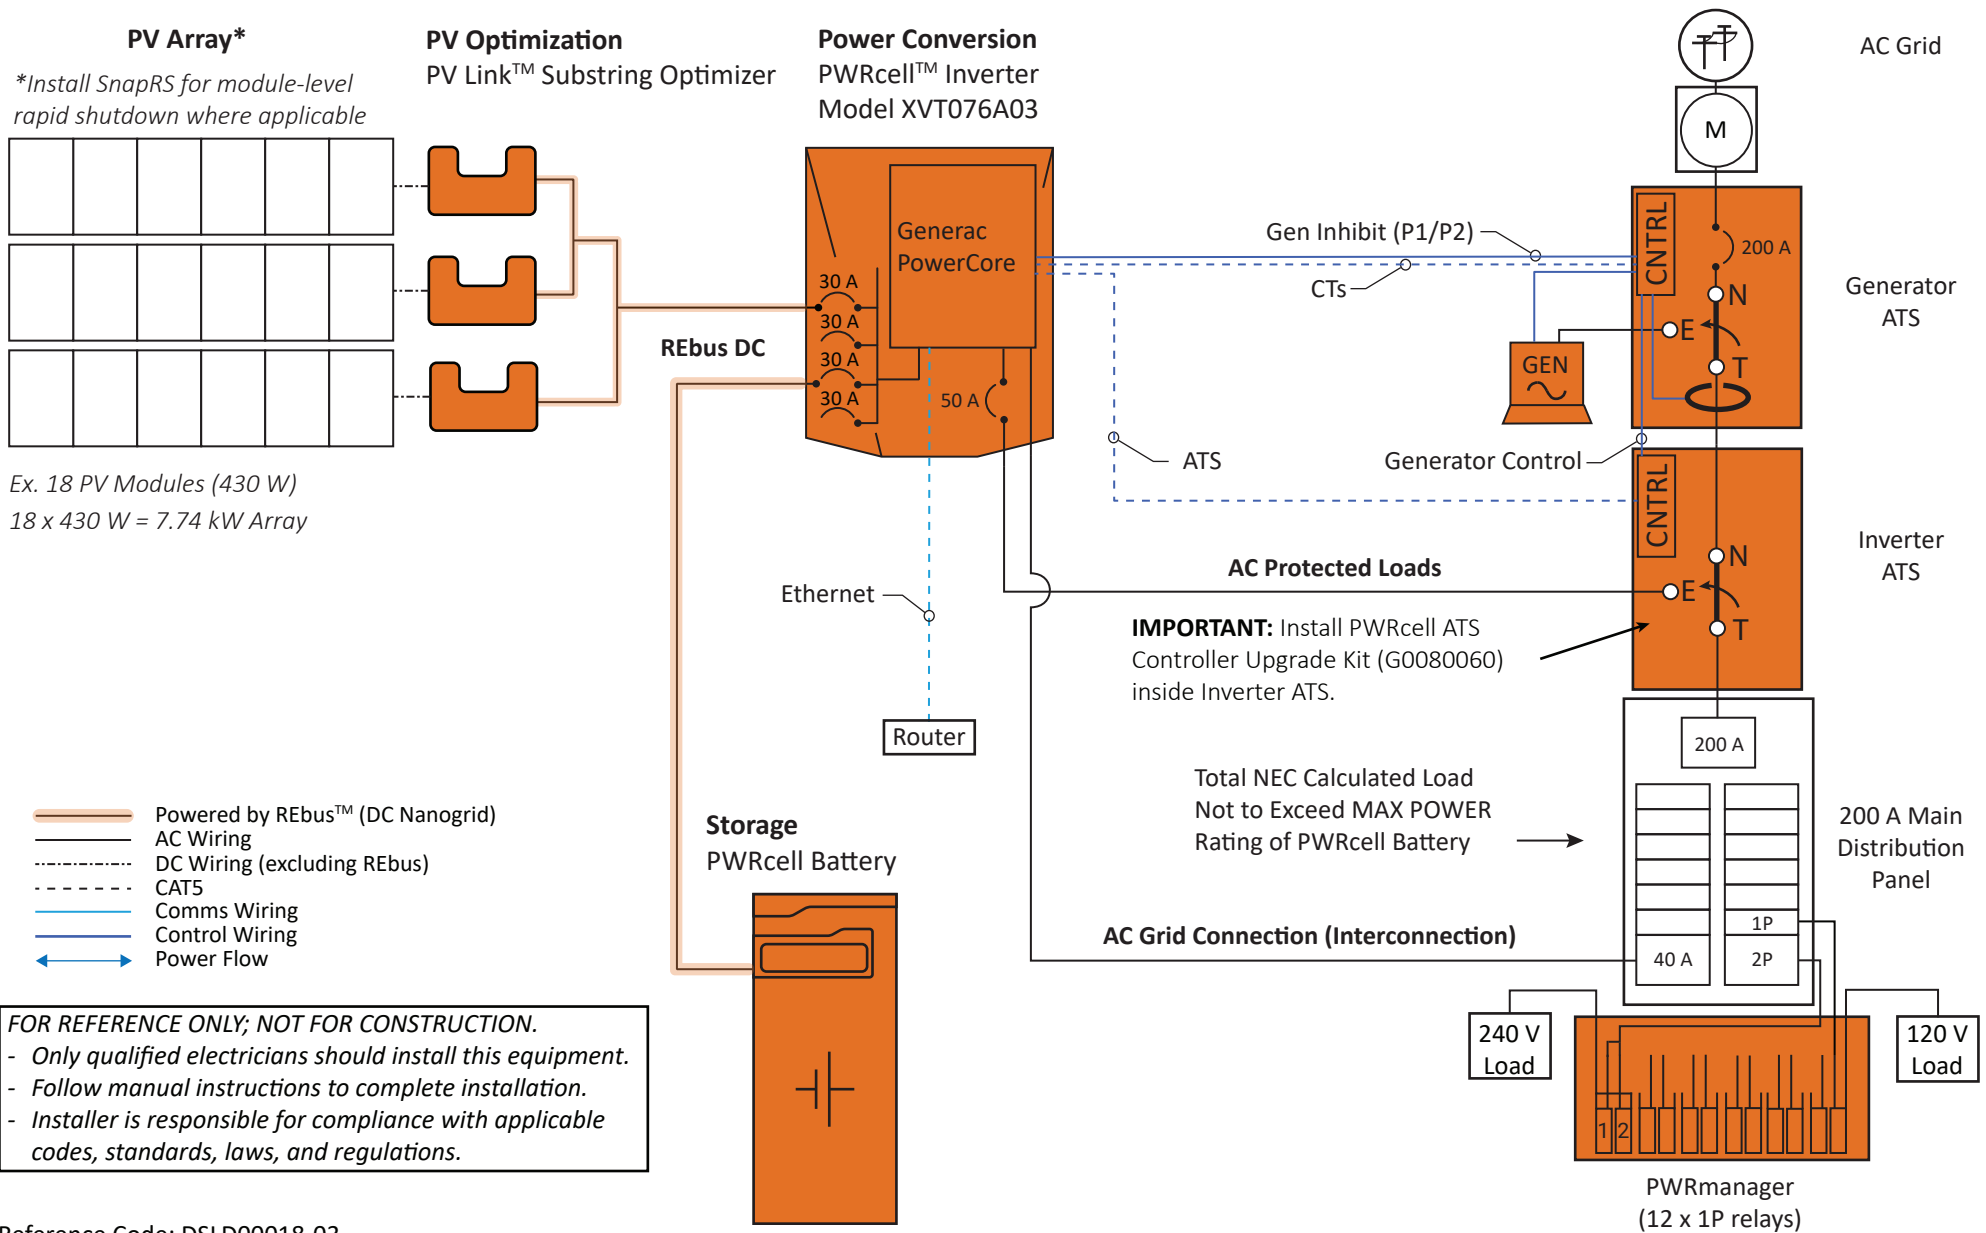 PV Array*
*Install SnapRS for module-level
rapid shutdown where applicable
PV Optimization
PV Link™ Substring Optimizer
Power Conversion
PWRcell™ Inverter
Model XVT076A03
AC Grid
M
Generac
PowerCore
30 A
30 A
30 A
30 A
50 A
REbus DC
Gen Inhibit (P1/P2)
CTs
CNTRL
200 A
N
E
T
GEN
Generator
ATS
ATS
Generator Control
CNTRL
N
E
T
Inverter
ATS
Ex. 18 PV Modules (430 W)
18 x 430 W = 7.74 kW Array
Ethernet
Router
AC Protected Loads
IMPORTANT: Install PWRcell ATS
Controller Upgrade Kit (G0080060)
inside Inverter ATS.
200 A
Total NEC Calculated Load
Not to Exceed MAX POWER
Rating of PWRcell Battery
200 A Main
Distribution
Panel
1P
40 A
2P
AC Grid Connection (Interconnection)
Powered by REbus™ (DC Nanogrid)
AC Wiring
DC Wiring (excluding REbus)
CAT5
Comms Wiring
Control Wiring
Power Flow
Storage
PWRcell Battery
240 V
Load
120 V
Load
1
2
PWRmanager
(12 x 1P relays)
FOR REFERENCE ONLY; NOT FOR CONSTRUCTION.
- Only qualified electricians should install this equipment.
- Follow manual instructions to complete installation.
- Installer is responsible for compliance with applicable
codes, standards, laws, and regulations.
Reference Code: DSLD00018-03